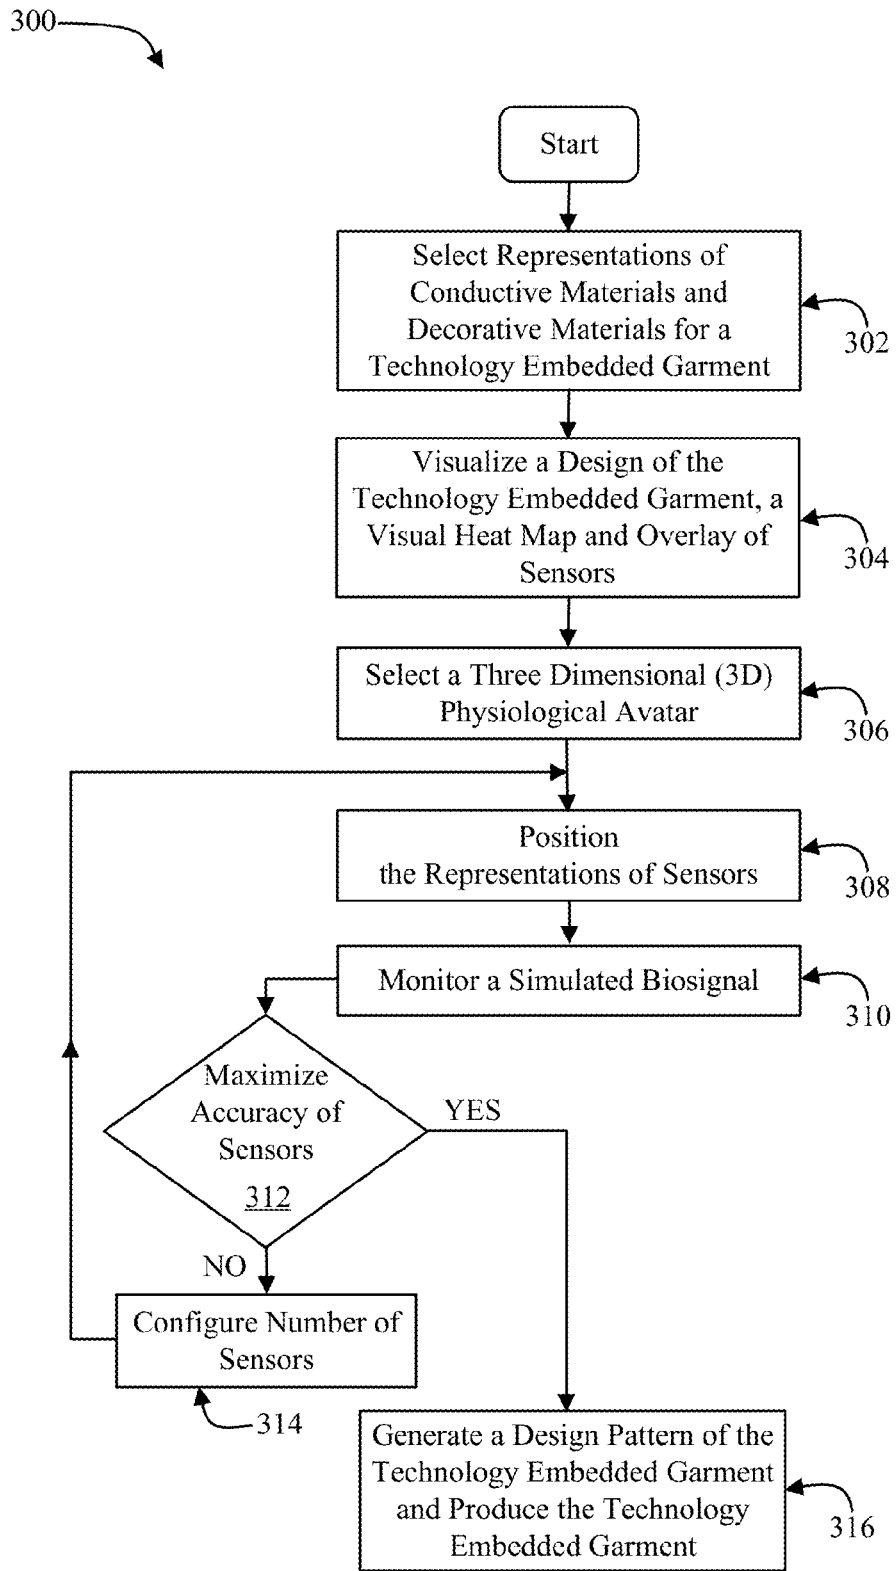 300
Start
Select Representations of
Conductive Materials and
Decorative Materials for a
Technology Embedded Garment
302
Visualize a Design of the
Technology Embedded Garment, a
Visual Heat Map and Overlay of
Sensors
304
Select a Three Dimensional (3D)
Physiological Avatar
306
Position
the Representations of Sensors
308
Monitor a Simulated Biosignal
310
Maximize
Accuracy of
Sensors
312
YES
NO
Configure Number of
Sensors
314
Generate a Design Pattern of the
Technology Embedded Garment
and Produce the Technology
Embedded Garment
316